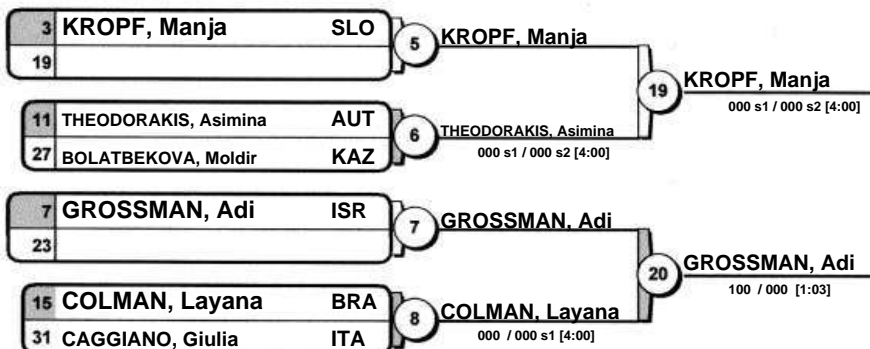 3 KROPF, Manja SLO
19
5
KROPF, Manja
11 THEODORAKIS, Asimina AUT
27 BOLATBEKOVA, Moldir KAZ
6
THEODORAKIS, Asimina
000 s1 / 000 s2 [4:00]
19
KROPF, Manja
000 s1 / 000 s2 [4:00]
7 GROSSMAN, Adi ISR
23
7
GROSSMAN, Adi
15 COLMAN, Layana BRA
31 CAGGIANO, Giulia ITA
8
COLMAN, Layana
000 / 000 s1 [4:00]
20
GROSSMAN, Adi
100 / 000 [1:03]